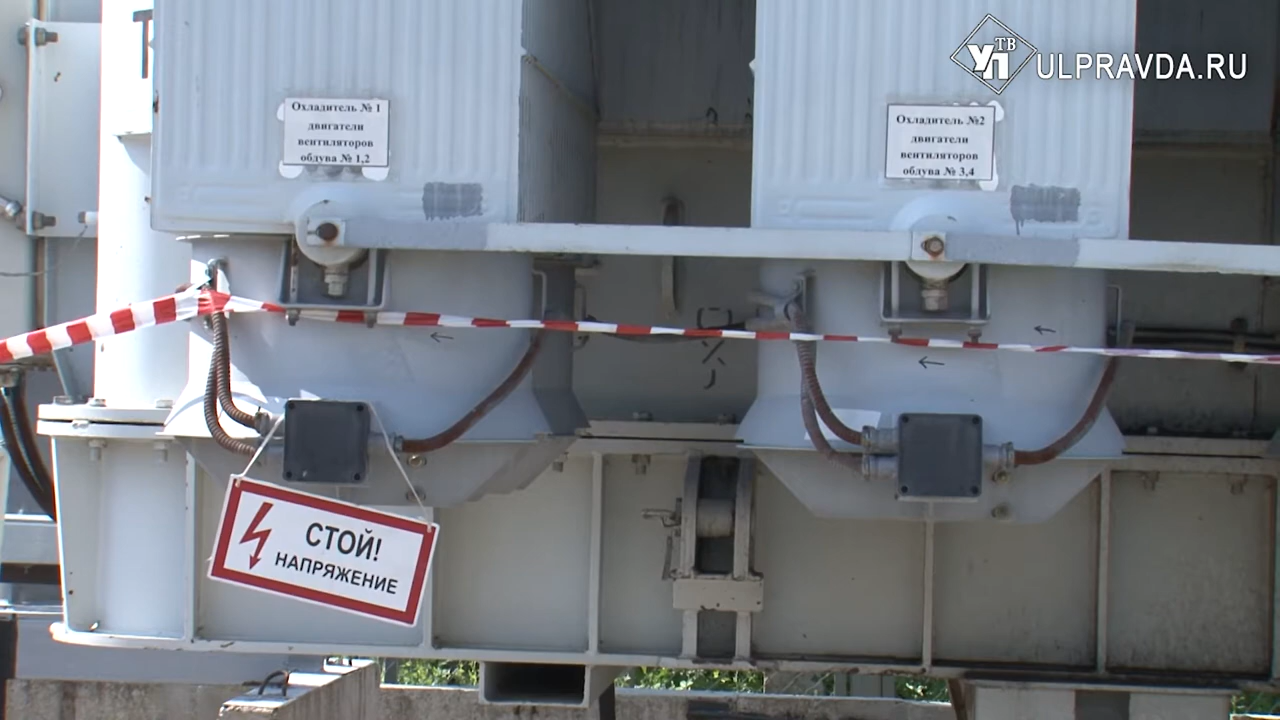 УП ТВ
ULPRAVDA.RU
Охладитель № 1
двигатели
вентиляторов
обдува № 1,2
Охладитель №2
двигатели
вентиляторов
обдува № 3,4
СТОЙ!
НАПРЯЖЕНИЕ